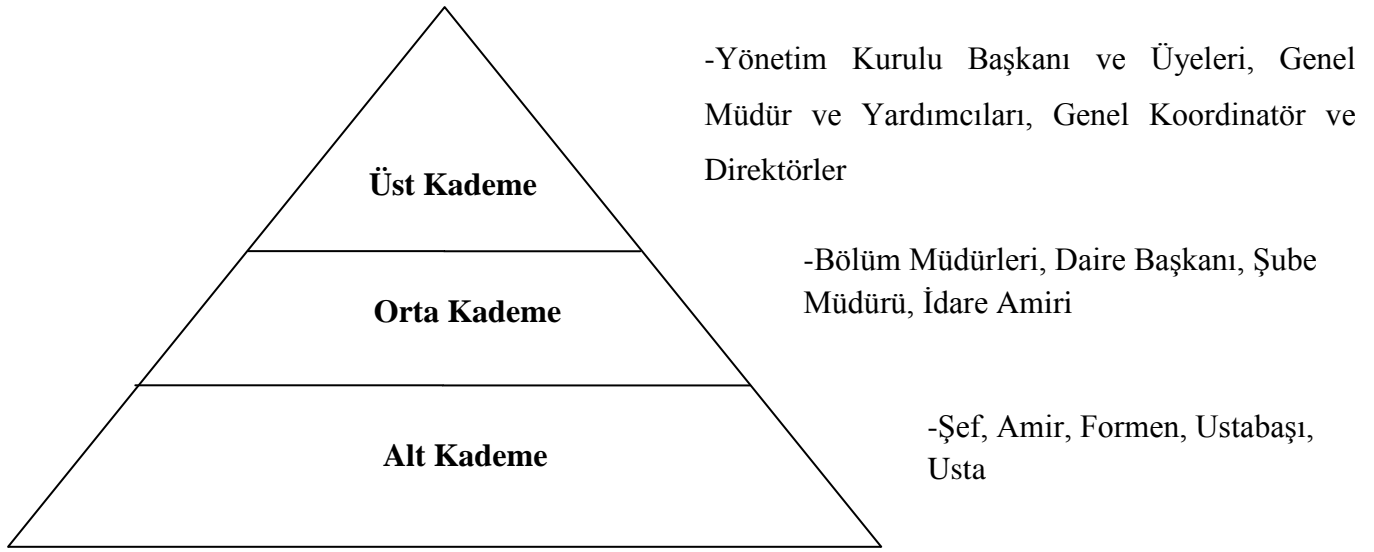 -Yönetim Kurulu Başkanı ve Üyeleri, Genel
Müdür ve Yardımcıları, Genel Koordinatör ve
Direktörler
Üst Kademe
-Bölüm Müdürleri, Daire Başkanı, Şube
Müdürü, İdare Amiri
Orta Kademe
-Şef, Amir, Formen, Ustabaşı,
Usta
Alt Kademe